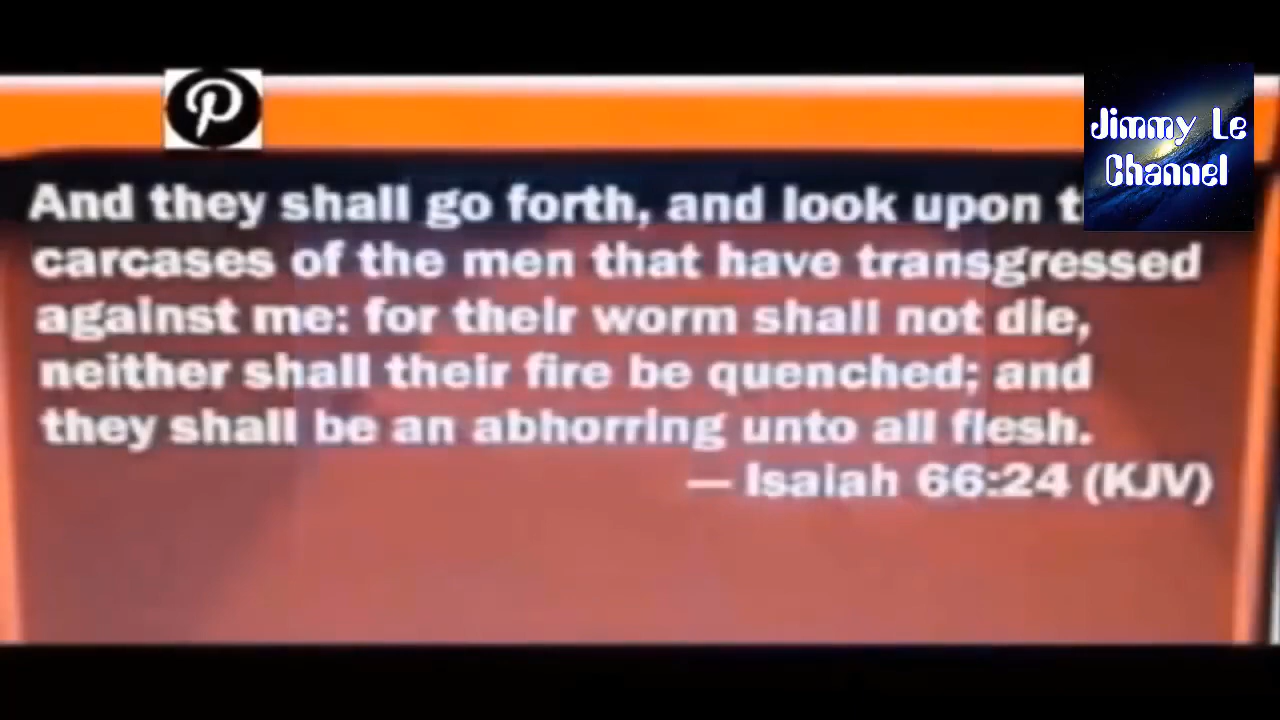 Jimmy Le
Channel
And they shall go forth, and look upon
carcases of the men that have transgressed
against me: for their worm shall not die,
neither shall their fire be quenched; and
they shall be an abhorring unto all flesh.
— Isaiah 66:24 (KJV)